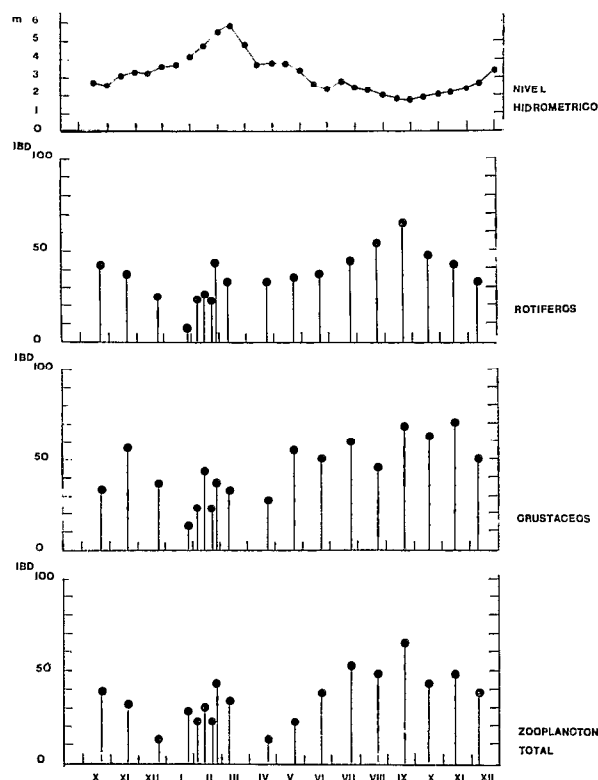 m 6
5
4
3
2
1
0
NIVEL
HIDROMETRICO
IBD 100
50
0
ROTIFEROS
IBD 100
50
0
CRUSTACEOS
IBD 100
50
0
ZOOPLANCTON
TOTAL
X XI XII I II III IV V VI VII VIII IX X XI XII